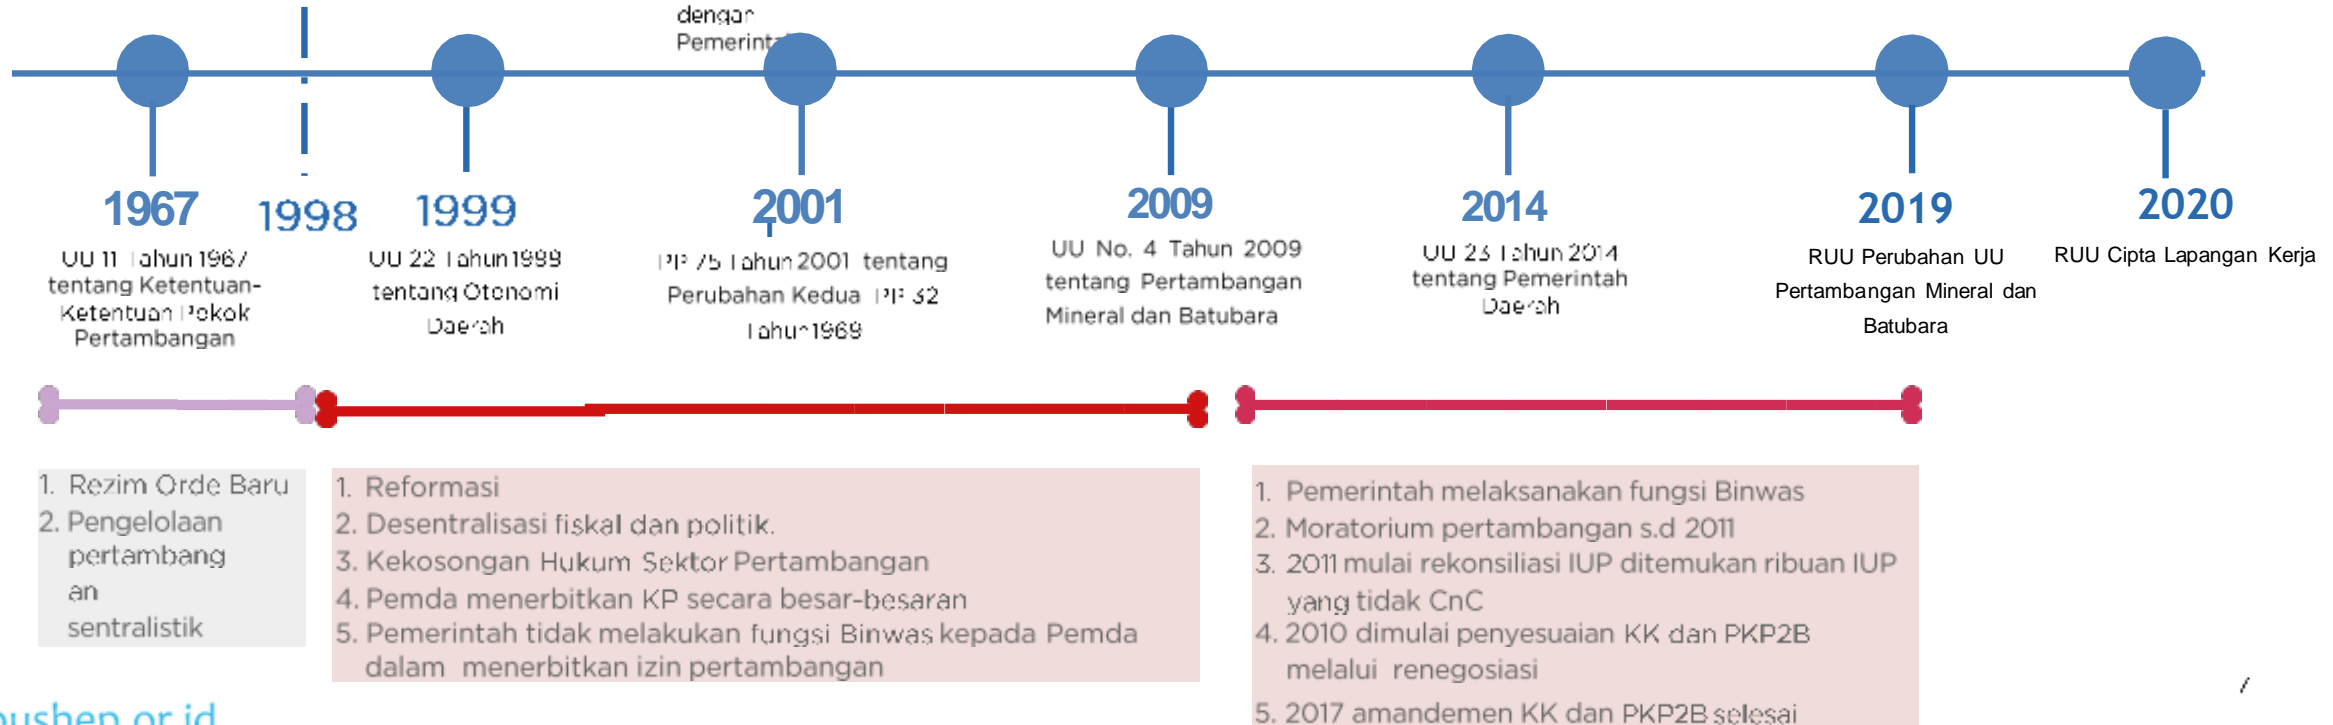 dengan
1967
1998
1999
2001
2009
2014
2019
2020
UU 11 Tahun 1967
tentang Ketentuan-
Ketentuan Pokok
Pertambangan
UU 22 Tahun 1999
tentang Otonomi
Daerah
PP 75 Tahun 2001 tentang
Perubahan Kedua PP 32
Tahun 1969
UU No. 4 Tahun 2009
tentang Pertambangan
Mineral dan Batubara
UU 23 Tahun 2014
tentang Pemerintah
Daerah
RUU Perubahan UU
Pertambangan Mineral dan
Batubara
RUU Cipta Lapangan Kerja
1. Rezim Orde Baru
2. Pengelolaan
pertambang
an
sentralistik
1. Reformasi
2. Desentralisasi fiskal dan politik.
3. Kekosongan Hukum Sektor Pertambangan
4. Pemda menerbitkan KP secara besar-besaran
5. Pemerintah tidak melakukan fungsi Binwas kepada Pemda
dalam menerbitkan izin pertambangan
1. Pemerintah melaksanakan fungsi Binwas
2. Moratorium pertambangan s.d 2011
3. 2011 mulai rekonsiliasi IUP ditemukan ribuan IUP
yang tidak CnC
4. 2010 dimulai penyesuaian KK dan PKP2B
melalui renegosiasi
5. 2017 amandemen KK dan PKP2B selesai
pushep.or.id